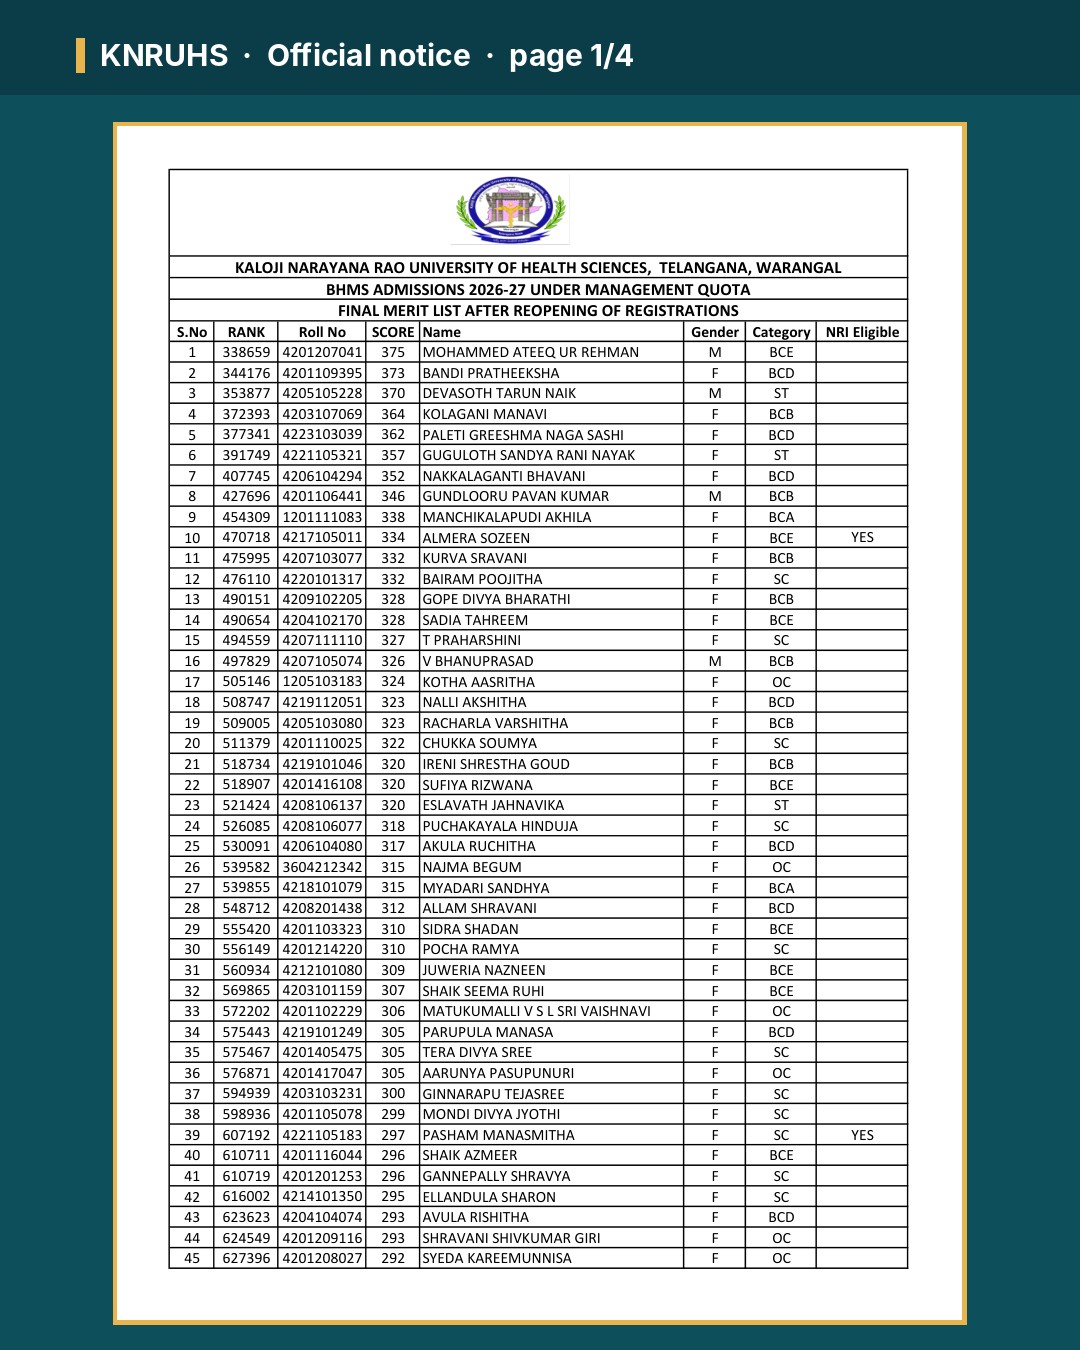 KNRUHS · Official notice · page 1/4
KALOJI NARAYANA RAO UNIVERSITY OF HEALTH SCIENCES, TELANGANA, WARANGAL
BHMS ADMISSIONS 2026-27 UNDER MANAGEMENT QUOTA
FINAL MERIT LIST AFTER REOPENING OF REGISTRATIONS
S.No RANK Roll No SCORE Name Gender Category NRI Eligible
1 338659 4201207041 375 MOHAMMED ATEEQ UR REHMAN M BCE
2 344176 4201109395 373 BANDI PRATHEEKSHA F BCD
3 353877 4205105228 370 DEVASOTH TARUN NAIK M ST
4 372393 4203107069 364 KOLAGANI MANAVI F BCB
5 377341 4223103039 362 PALETI GREESHMA NAGA SASHI F BCD
6 391749 4221105321 357 GUGULOTH SANDYA RANI NAYAK F ST
7 407745 4206104294 352 NAKKALAGANTI BHAVANI F BCD
8 427696 4201106441 346 GUNDLOORU PAVAN KUMAR M BCB
9 454309 1201111083 338 MANCHIKALAPUDI AKHILA F BCA
10 470718 4217105011 334 ALMERA SOZEEN F BCE YES
11 475995 4207103077 332 KURVA SRAVANI F BCB
12 476110 4220101317 332 BAIRAM POOJITHA F SC
13 490151 4209102205 328 GOPE DIVYA BHARATHI F BCB
14 490654 4204102170 328 SADIA TAHREEM F BCE
15 494559 4207111110 327 T PRAHARSHINI F SC
16 497829 4207105074 326 V BHANUPRASAD M BCB
17 505146 1205103183 324 KOTHA AASRITHA F OC
18 508747 4219112051 323 NALLI AKSHITHA F BCD
19 509005 4205103080 323 RACHARLA VARSHITHA F BCB
20 511379 4201110025 322 CHUKKA SOUMYA F SC
21 518734 4219101046 320 IRENI SHRESTHA GOUD F BCB
22 518907 4201416108 320 SUFIYA RIZWANA F BCE
23 521424 4208106137 320 ESLAVATH JAHNAVIKA F ST
24 526085 4208106077 318 PUCHAKAYALA HINDUJA F SC
25 530091 4206104080 317 AKULA RUCHITHA F BCD
26 539582 3604212342 315 NAJMA BEGUM F OC
27 539855 4218101079 315 MYADARI SANDHYA F BCA
28 548712 4208201438 312 ALLAM SHRAVANI F BCD
29 555420 4201103323 310 SIDRA SHADAN F BCE
30 556149 4201214220 310 POCHA RAMYA F SC
31 560934 4212101080 309 JUWERIA NAZNEEN F BCE
32 569865 4203101159 307 SHAIK SEEMA RUHI F BCE
33 572202 4201102229 306 MATUKUMALLI V S L SRI VAISHNAVI F OC
34 575443 4219101249 305 PARUPULA MANASA F BCD
35 575467 4201405475 305 TERA DIVYA SREE F SC
36 576871 4201417047 305 AARUNYA PASUPUNURI F OC
37 594939 4203103231 300 GINNARAPU TEJASREE F SC
38 598936 4201105078 299 MONDI DIVYA JYOTHI F SC
39 607192 4221105183 297 PASHAM MANASMITHA F SC YES
40 610711 4201116044 296 SHAIK AZMEER F BCE
41 610719 4201201253 296 GANNEPALLY SHRAVYA F SC
42 616002 4214101350 295 ELLANDULA SHARON F SC
43 623623 4204104074 293 AVULA RISHITHA F BCD
44 624549 4201209116 293 SHRAVANI SHIVKUMAR GIRI F OC
45 627396 4201208027 292 SYEDA KAREEMUNNISA F OC